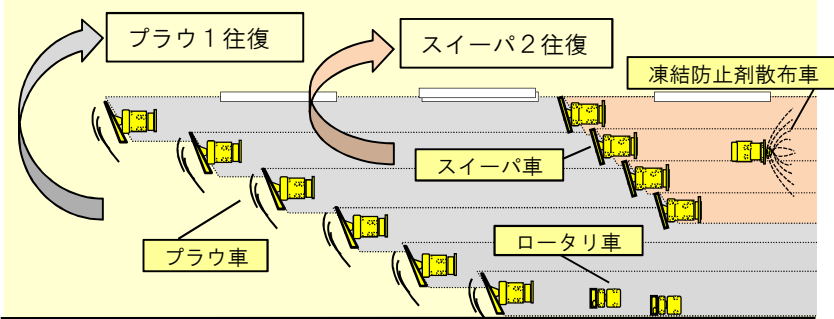 プラウ1往復
スイーパ2往復
凍結防止剤散布車
スイーパ車
プラウ車
ロータリ車